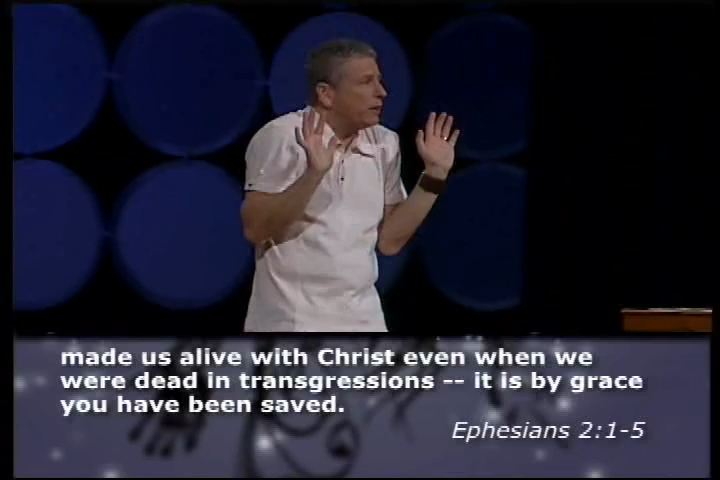 made us alive with Christ even when we
were dead in transgressions -- it is by grace
you have been saved.
Ephesians 2:1-5